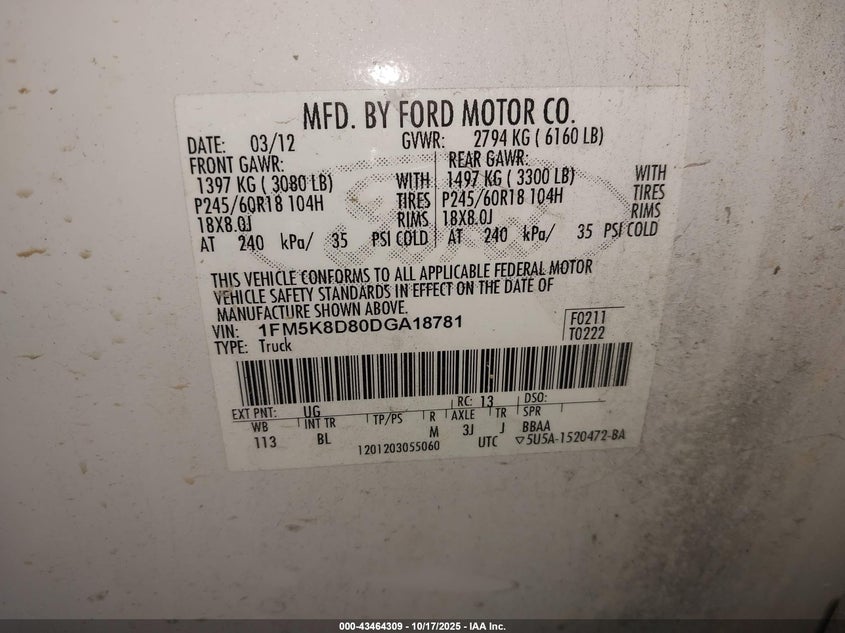 MFD. BY FORD MOTOR CO.
DATE: 03/12 GVWR: 2794 KG ( 6160 LB)
FRONT GAWR: REAR GAWR:
1397 KG ( 3080 LB) WITH 1497 KG ( 3300 LB) WITH
P245/60R18 104H TIRES P245/60R18 104H TIRES
18X8.0J RIMS 18X8.0J RIMS
AT 240 kPa/ 35 PSI COLD AT 240 kPa/ 35 PSI COLD
THIS VEHICLE CONFORMS TO ALL APPLICABLE FEDERAL MOTOR
VEHICLE SAFETY STANDARDS IN EFFECT ON THE DATE OF
MANUFACTURE SHOWN ABOVE.
VIN: 1FM5K8D80DGA18781 F0211
TYPE: Truck T0222
EXT PNT: UG RC: 13 DSO:
WB INT TR TP/PS R AXLE TR SPR
113 BL M 3J J BBAA
1201203055060 UTC ▽5U5A-1520472-BA
000-43464309 - 10/17/2025 - IAA Inc.